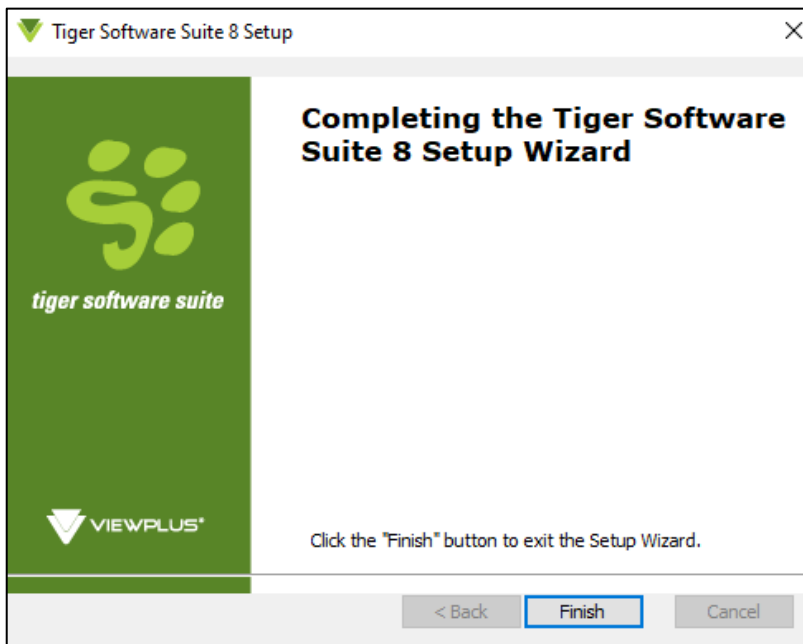 Tiger Software Suite 8 Setup
Completing the Tiger Software
Suite 8 Setup Wizard
tiger software suite
VIEWPLUS®
Click the "Finish" button to exit the Setup Wizard.
< Back
Finish
Cancel